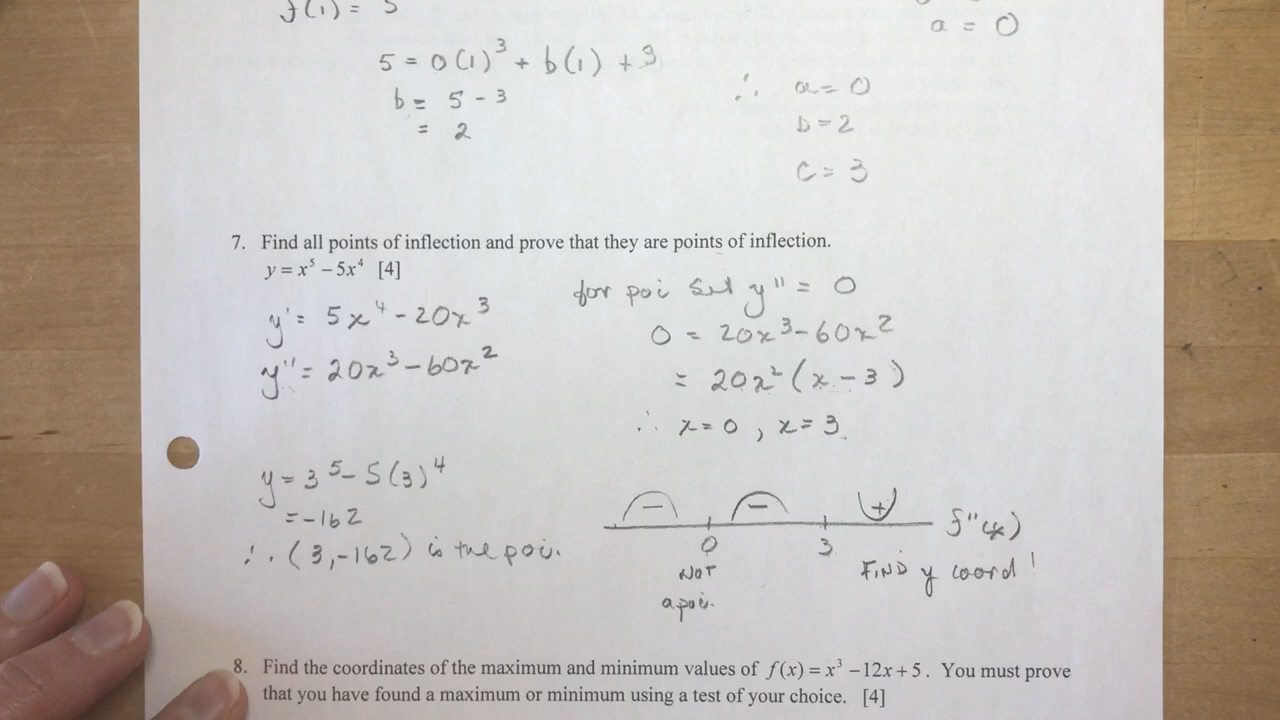 f(1) = 5
a = 0
5 = 0(1)³ + b(1) + 3
b = 5 - 3
= 2
∴ a = 0
b = 2
c = 3
7. Find all points of inflection and prove that they are points of inflection.
y = x⁵ – 5x⁴ [4]
y' = 5x⁴ - 20x³
y'' = 20x³ - 60x²
for poi set y'' = 0
0 = 20x³ - 60x²
= 20x² (x - 3)
∴ x = 0 , x = 3
y = 3⁵ - 5(3)⁴
= -162
∴ (3, -162) is the poi.
- - + f''(x)
0 3
NOT
a poi.
FIND y coord!
8. Find the coordinates of the maximum and minimum values of f(x) = x³ – 12x + 5 . You must prove
that you have found a maximum or minimum using a test of your choice. [4]